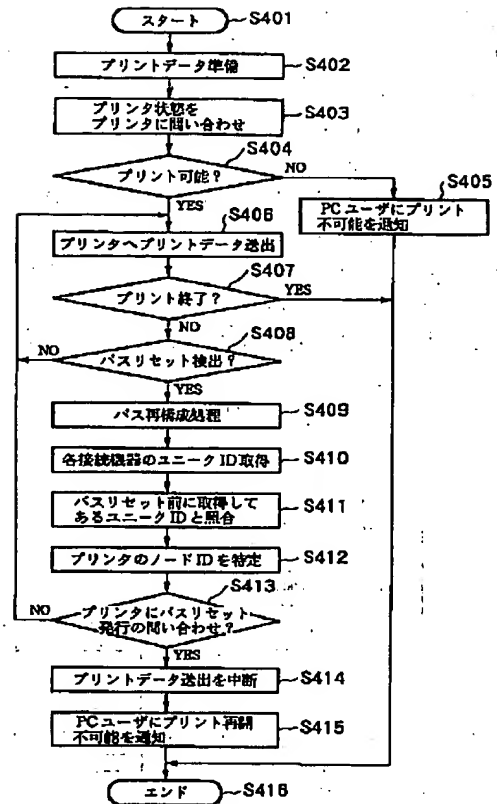 スタート S401
プリントデータ準備 S402
プリンタ状態を
プリンタに問い合わせ S403
S404
プリント可能？ NO
YES
S405
PCユーザにプリント
不可能を通知
S406
プリンタへプリントデータ送出
S407
プリント終了？ YES
NO
S408
NO バスリセット検出？
YES
バス再構成処理 S409
各接続機器のユニークID取得 S410
バスリセット前に取得して
あるユニークIDと照合 S411
プリンタのノードIDを特定 S412
S413
NO プリンタにバスリセット
発行の問い合わせ？
YES
プリントデータ送出を中断 S414
PCユーザにプリント再開
不可能を通知 S415
エンド S416